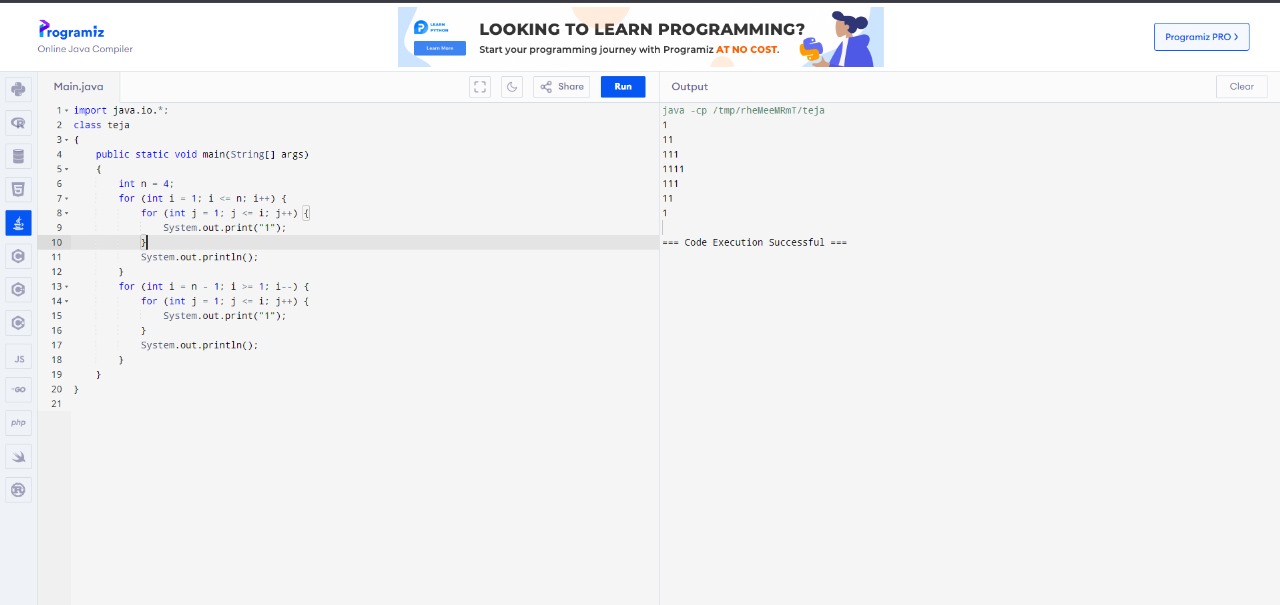 Programiz
Online Java Compiler
LEARN PYTHON
Learn More
LOOKING TO LEARN PROGRAMMING?
Start your programming journey with Programiz AT NO COST.
Programiz PRO >
Main.java
Share
Run
Output
Clear
1 import java.io.*;
2 class teja
3 {
4     public static void main(String[] args)
5     {
6         int n = 4;
7         for (int i = 1; i <= n; i++) {
8             for (int j = 1; j <= i; j++) {
9                 System.out.print("1");
10             }
11             System.out.println();
12         }
13         for (int i = n - 1; i >= 1; i--) {
14             for (int j = 1; j <= i; j++) {
15                 System.out.print("1");
16             }
17             System.out.println();
18         }
19     }
20 }
21
java -cp /tmp/rheMeeMRmT/teja
1
11
111
1111
111
11
1
=== Code Execution Successful ===
JS
GO
php